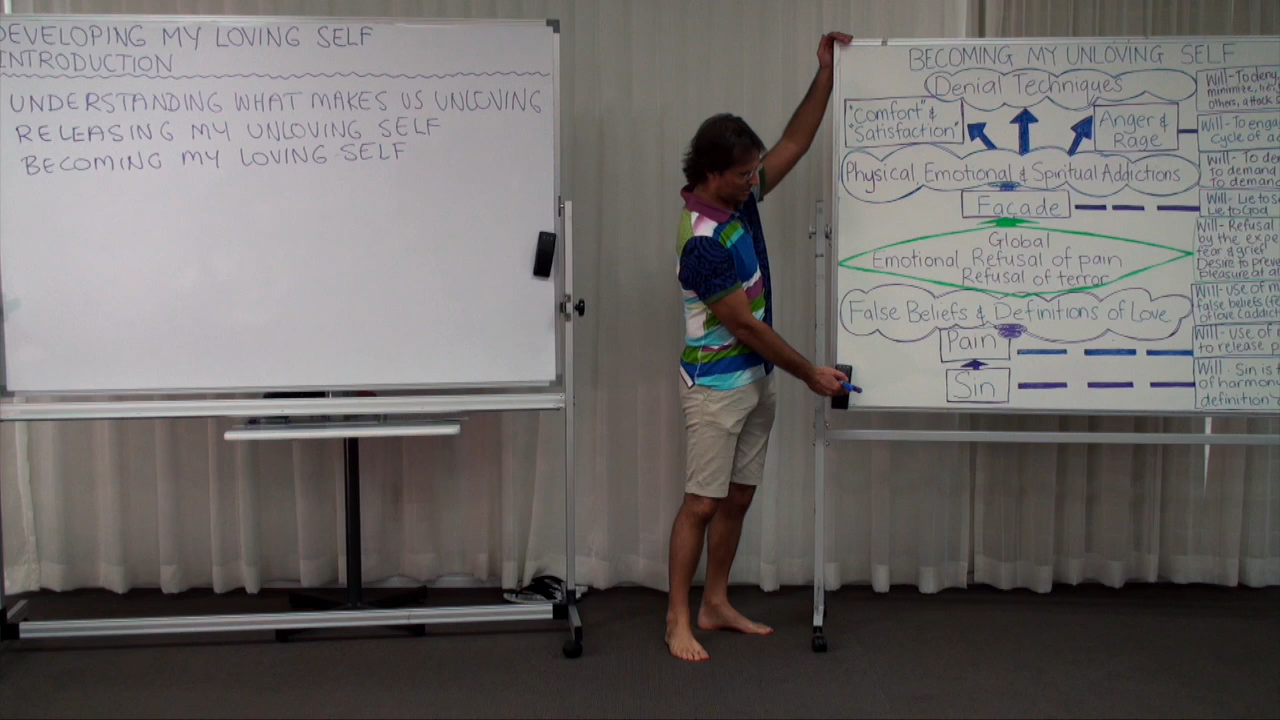 DEVELOPING MY LOVING SELF
INTRODUCTION
UNDERSTANDING WHAT MAKES US UNLOVING
RELEASING MY UNLOVING SELF
BECOMING MY LOVING SELF
BECOMING MY UNLOVING SELF
Denial Techniques
"Comfort" &
"Satisfaction"
Anger &
Rage
Physical, Emotional & Spiritual Addictions
Façade
Global
Emotional Refusal of pain
Refusal of terror
False Beliefs & Definitions of Love
Pain
Sin
Will - To deny
minimize,
others, attack
Will - To enga
cycle of ad
Will - To de
To demand
To demand
Will - Lie to S
Lie to God
Will - Refusal
by the expe
fear & grief
Desire to prev
pleasure at a
Will - Use of m
false beliefs
of love
Will - Use of
to release p
Will - Sin is t
of harmon
definition